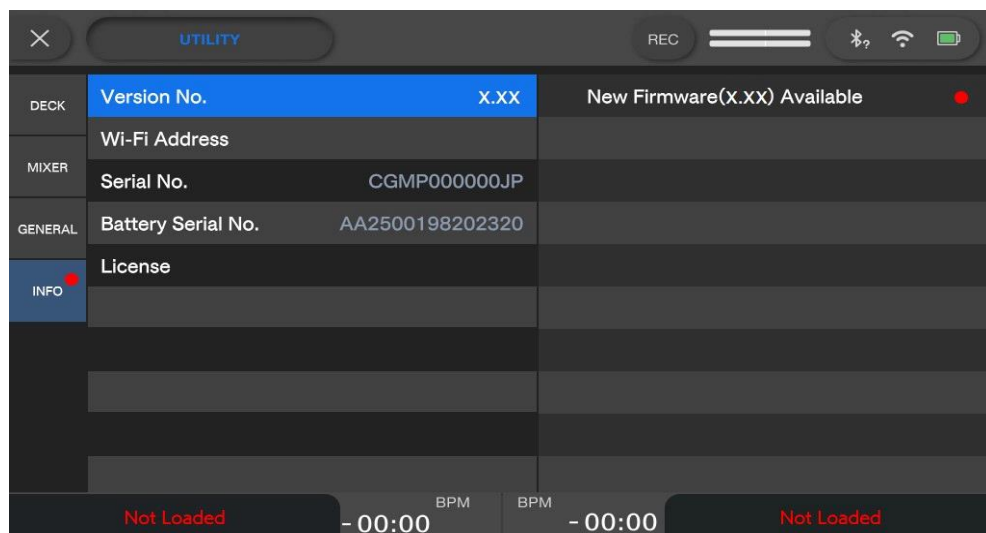 UTILITY
REC
?
DECK
MIXER
GENERAL
INFO
Version No. X.XX
Wi-Fi Address
Serial No. CGMP000000JP
Battery Serial No. AA2500198202320
License
New Firmware(X.XX) Available
Not Loaded
-00:00
BPM
BPM
-00:00
Not Loaded